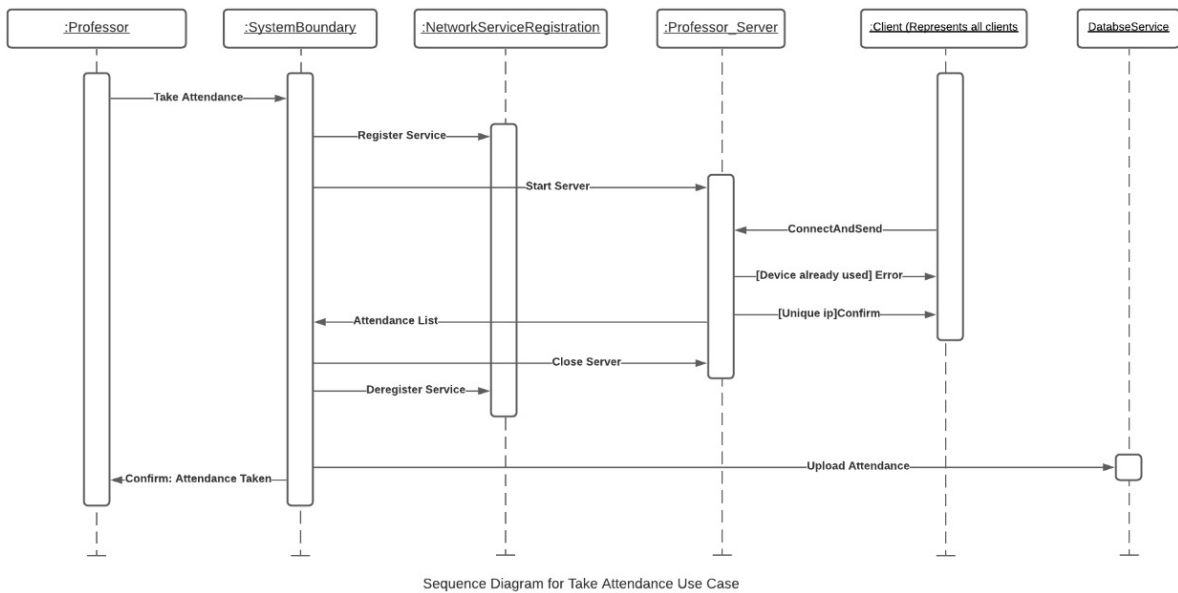 :Professor
:SystemBoundary
:NetworkServiceRegistration
:Professor_Server
:Client (Represents all clients
DatabseService
Take Attendance
Register Service
Start Server
ConnectAndSend
[Device already used] Error
[Unique ip]Confirm
Attendance List
Close Server
Deregister Service
Upload Attendance
Confirm: Attendance Taken
Sequence Diagram for Take Attendance Use Case